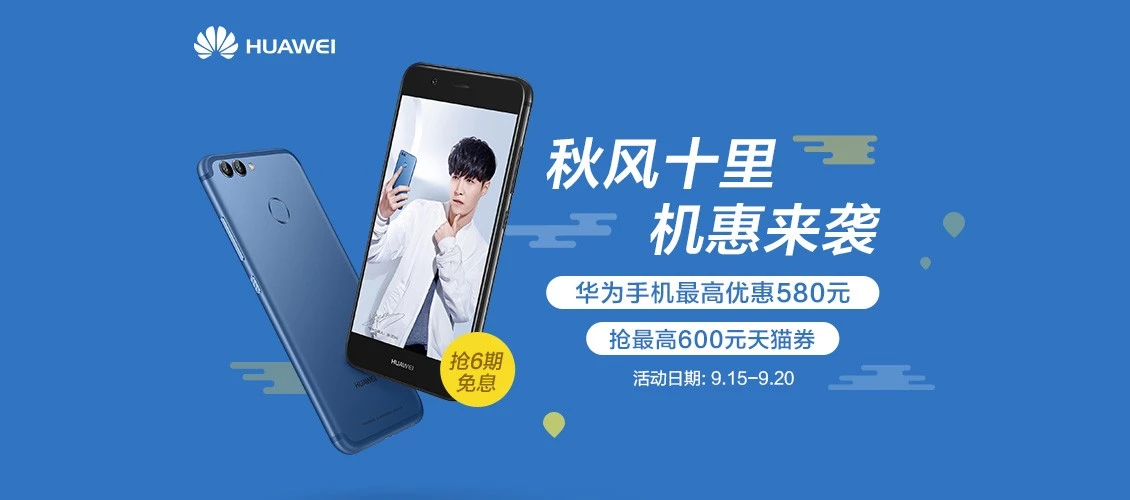 HUAWEI
秋风十里
机惠来袭
华为手机最高优惠580元
抢最高600元天猫券
活动日期: 9.15-9.20
抢6期
免息
HUAWEI
HUAWEI